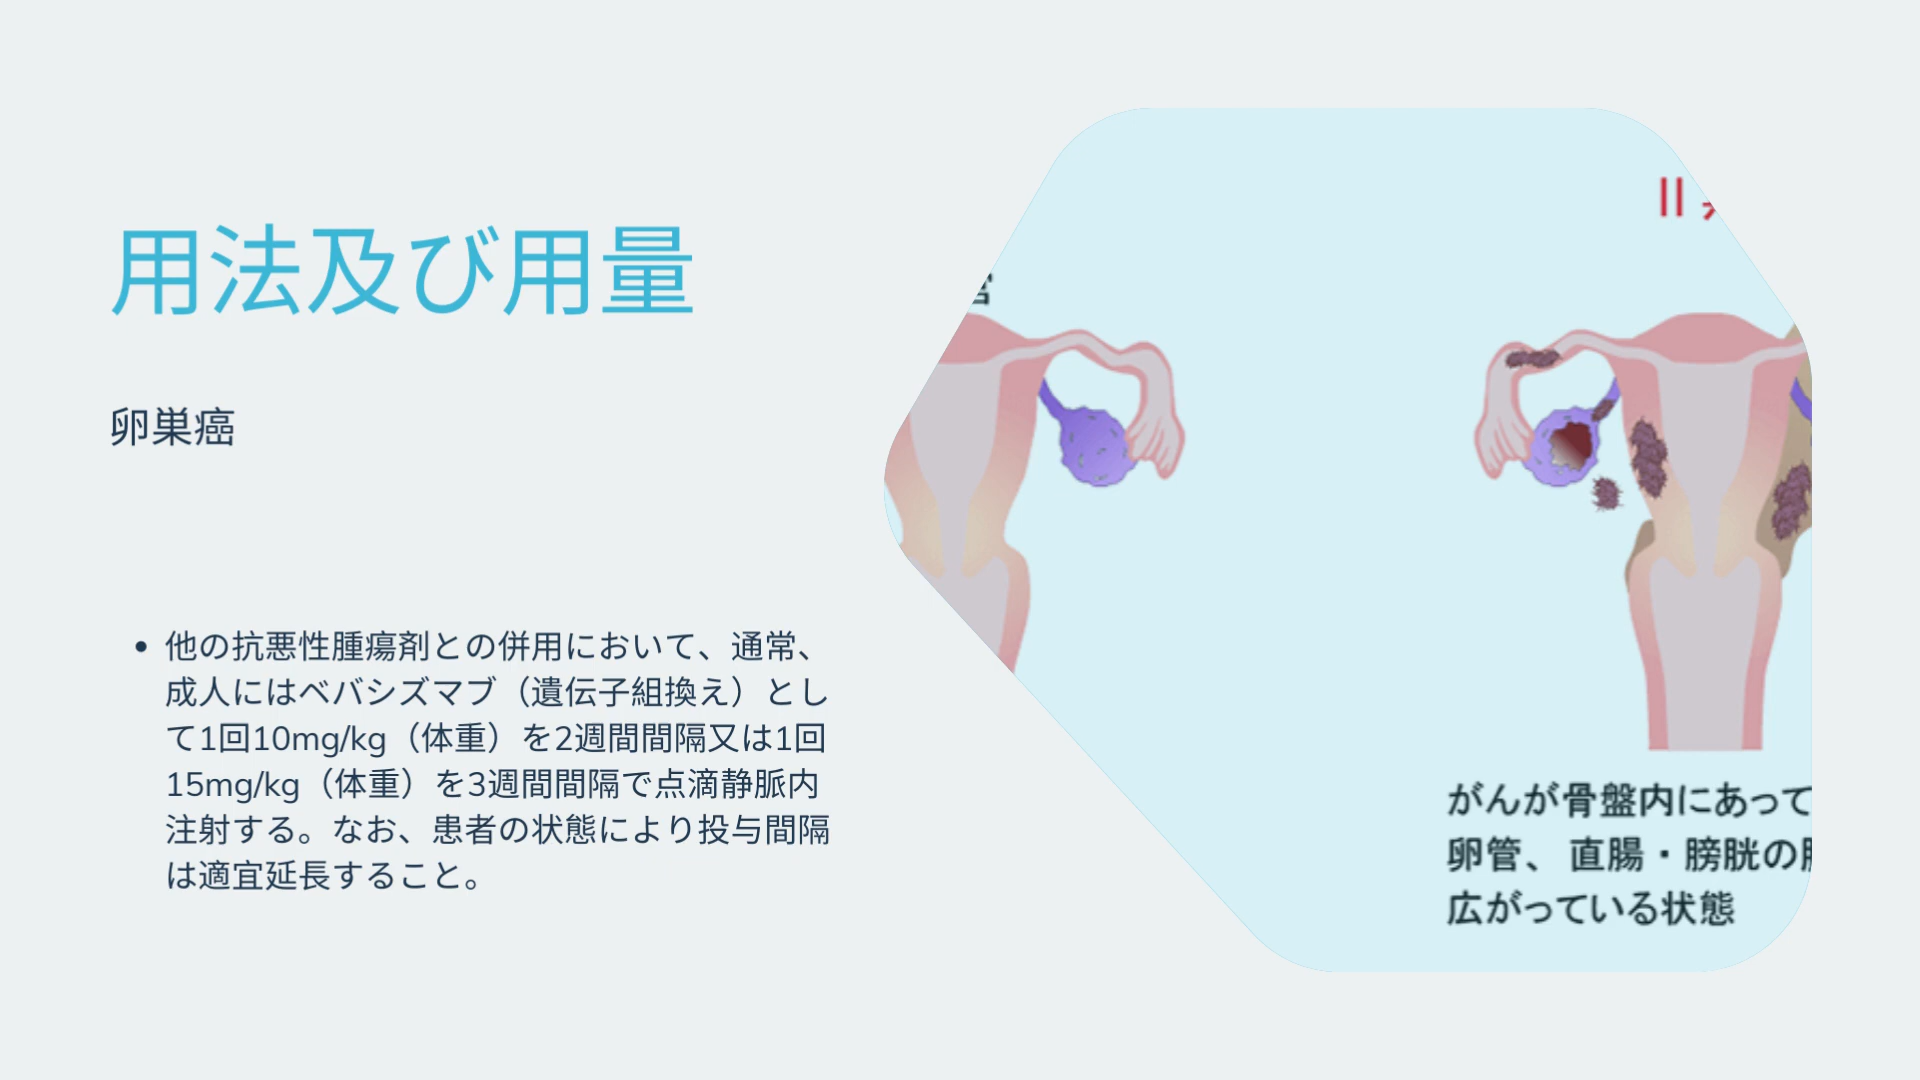 用法及び用量
卵巣癌
• 他の抗悪性腫瘍剤との併用において、通常、
成人にはベバシズマブ（遺伝子組換え）とし
て1回10mg/kg（体重）を2週間間隔又は1回
15mg/kg（体重）を3週間間隔で点滴静脈内
注射する。なお、患者の状態により投与間隔
は適宜延長すること。
II
がんが骨盤内にあって
卵管、直腸・膀胱の
広がっている状態